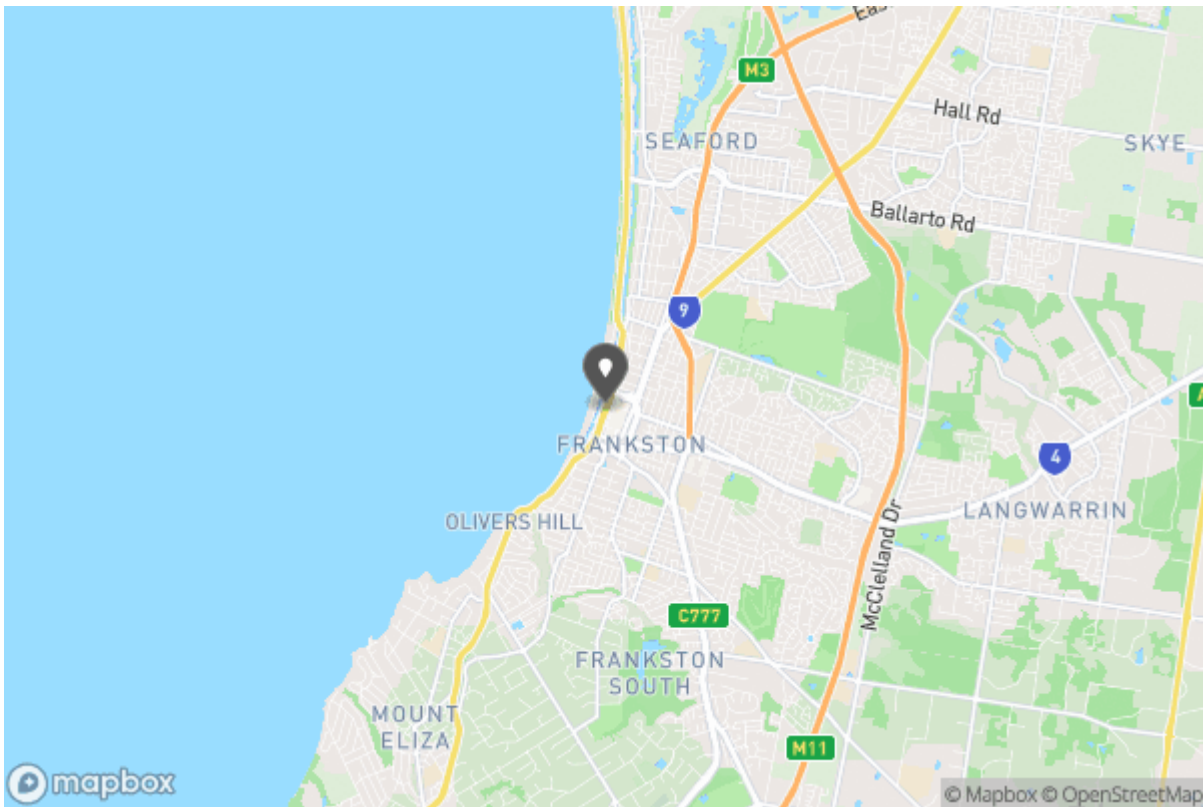 Eas
M3
Hall Rd
SEAFORD
SKYE
Ballarto Rd
9
FRANKSTON
4
A
LANGWARRIN
OLIVERS HILL
McClelland Dr
C777
FRANKSTON
SOUTH
MOUNT
ELIZA
M11
mapbox
© Mapbox © OpenStreetMap